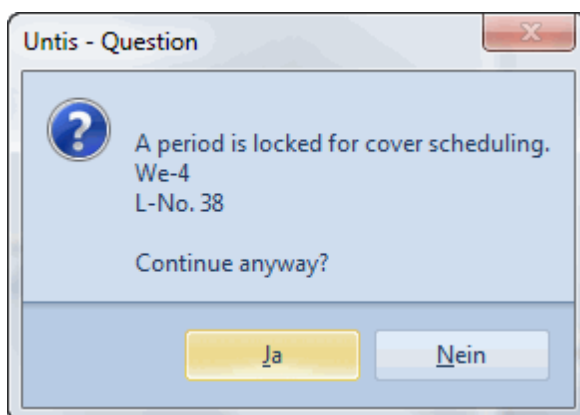 Untis - Question
A period is locked for cover scheduling.
We-4
L-No. 38
Continue anyway?
Ja
Nein